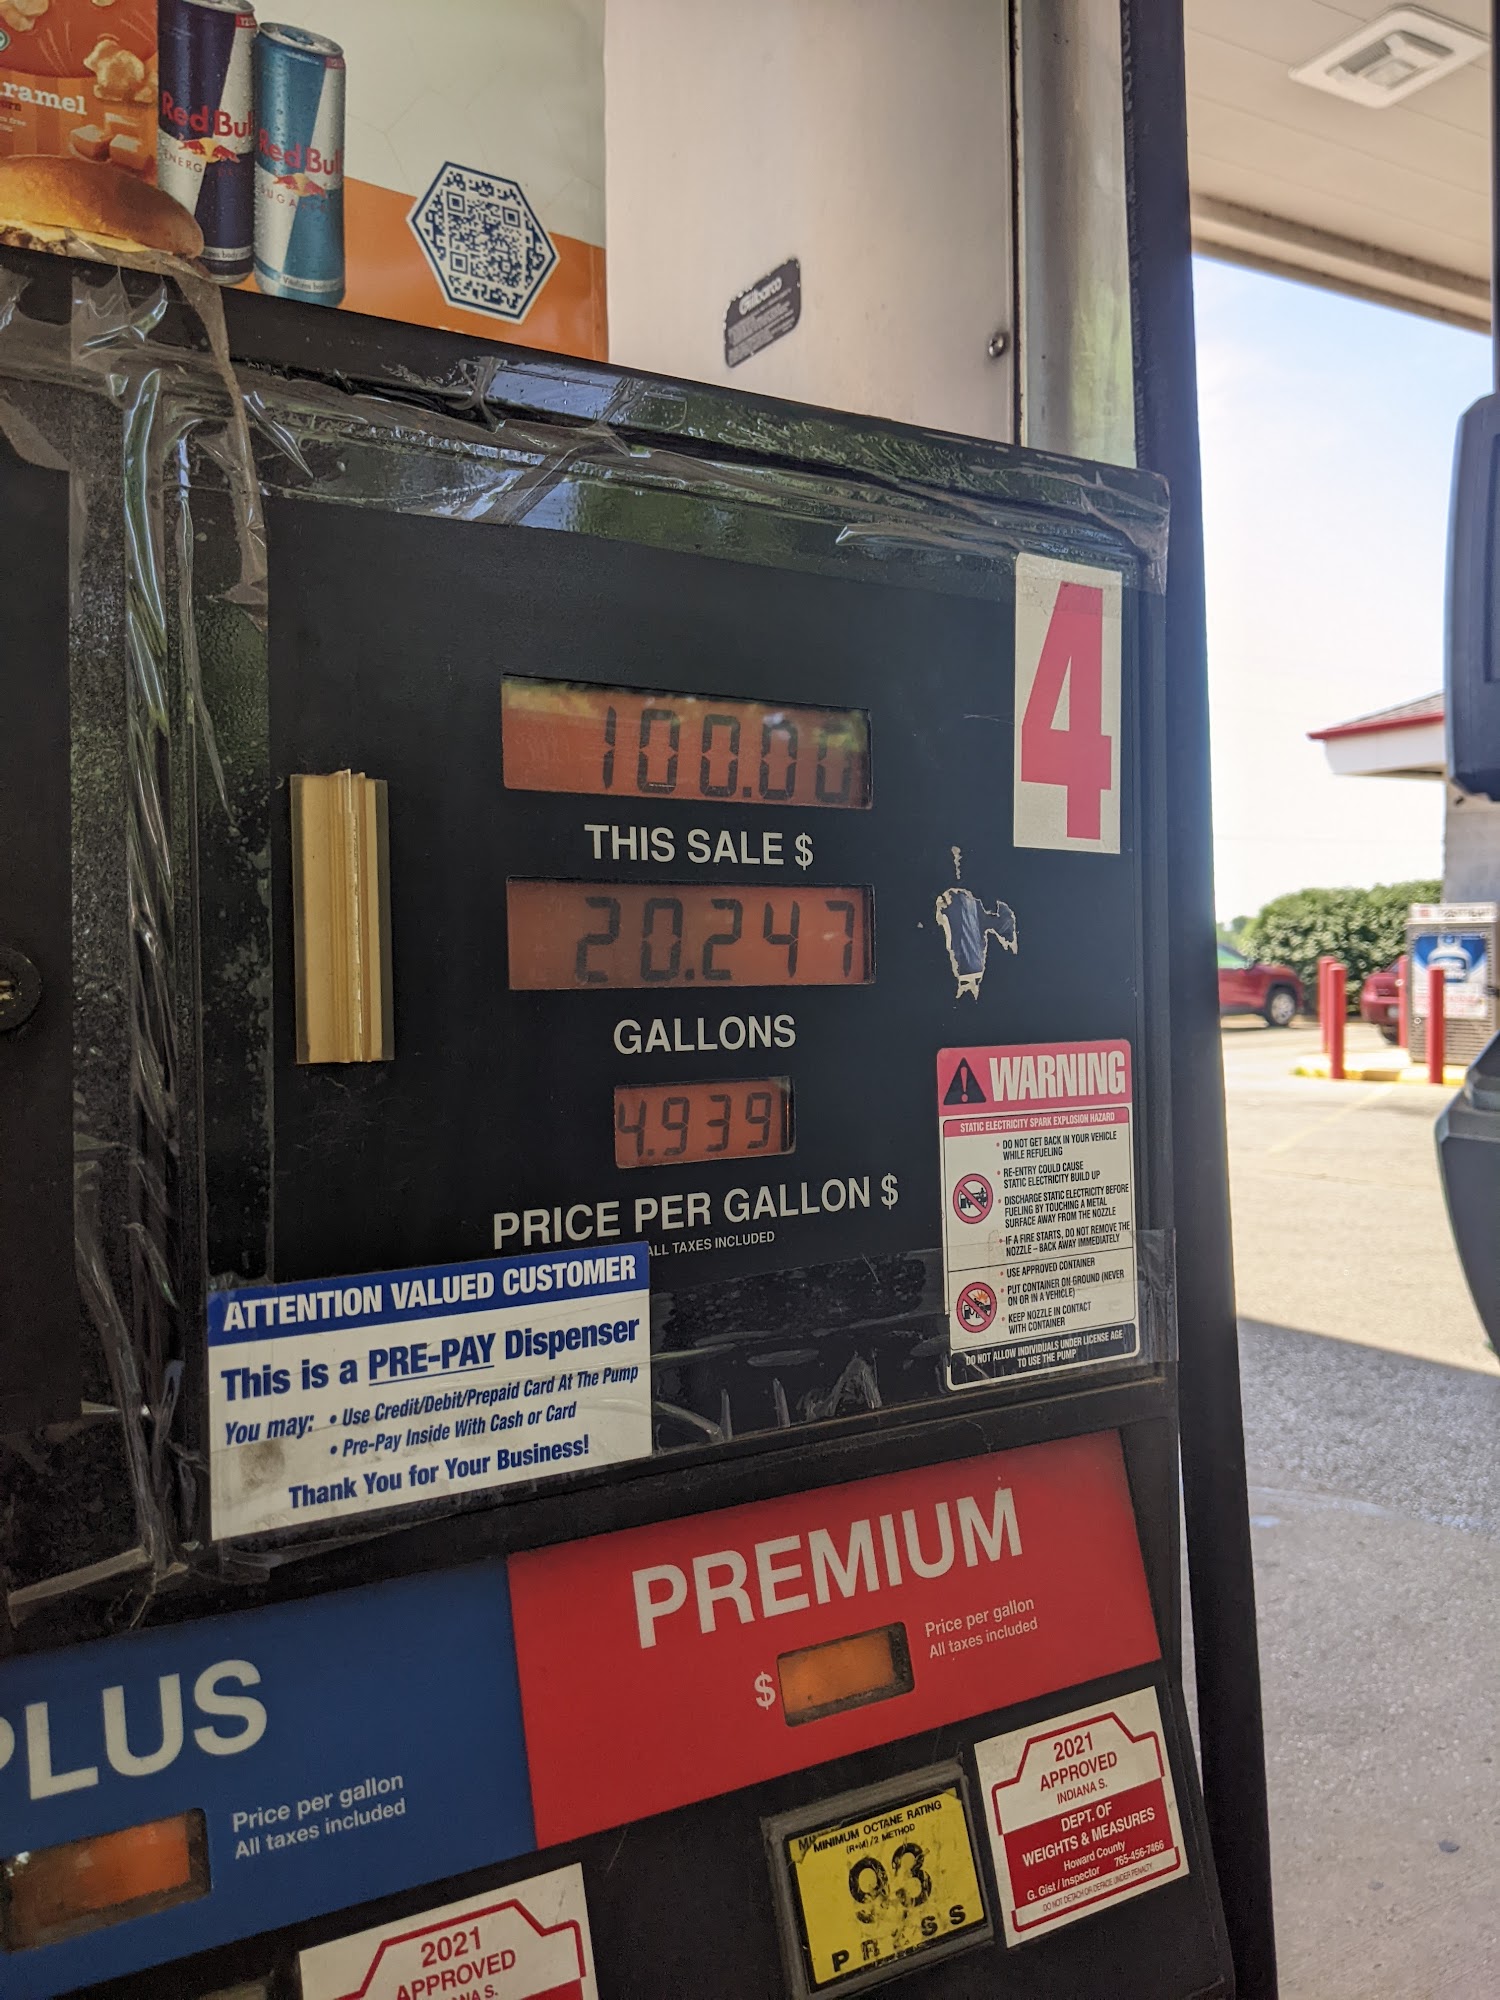 ramel
Red Bul
ENERG
Red Bul
SUGA
Gilbarco
4
100.00
THIS SALE $
20.247
GALLONS
4.939
PRICE PER GALLON $
ALL TAXES INCLUDED
WARNING
STATIC ELECTRICITY SPARK EXPLOSION HAZARD
• DO NOT GET BACK IN YOUR VEHICLE
WHILE REFUELING
• RE-ENTRY COULD CAUSE
STATIC ELECTRICITY BUILD UP
• DISCHARGE STATIC ELECTRICITY BEFORE
FUELING BY TOUCHING A METAL
SURFACE AWAY FROM THE NOZZLE
• IF A FIRE STARTS, DO NOT REMOVE THE
NOZZLE – BACK AWAY IMMEDIATELY
• USE APPROVED CONTAINER
• PUT CONTAINER ON GROUND (NEVER
ON OR IN A VEHICLE)
• KEEP NOZZLE IN CONTACT
WITH CONTAINER
DO NOT ALLOW INDIVIDUALS UNDER LICENSE AGE
TO USE THE PUMP
ATTENTION VALUED CUSTOMER
This is a PRE-PAY Dispenser
You may: • Use Credit/Debit/Prepaid Card At The Pump
• Pre-Pay Inside With Cash or Card
Thank You for Your Business!
PREMIUM
$
Price per gallon
All taxes included
PLUS
Price per gallon
All taxes included
MINIMUM OCTANE RATING
(R+M)/2 METHOD
93
PRESS
2021
APPROVED
INDIANA S.
DEPT. OF
WEIGHTS & MEASURES
Howard County
G. Gist / Inspector 765-456-7466
DO NOT DETACH OR DEFACE UNDER PENALTY
2021
APPROVED
NA S.